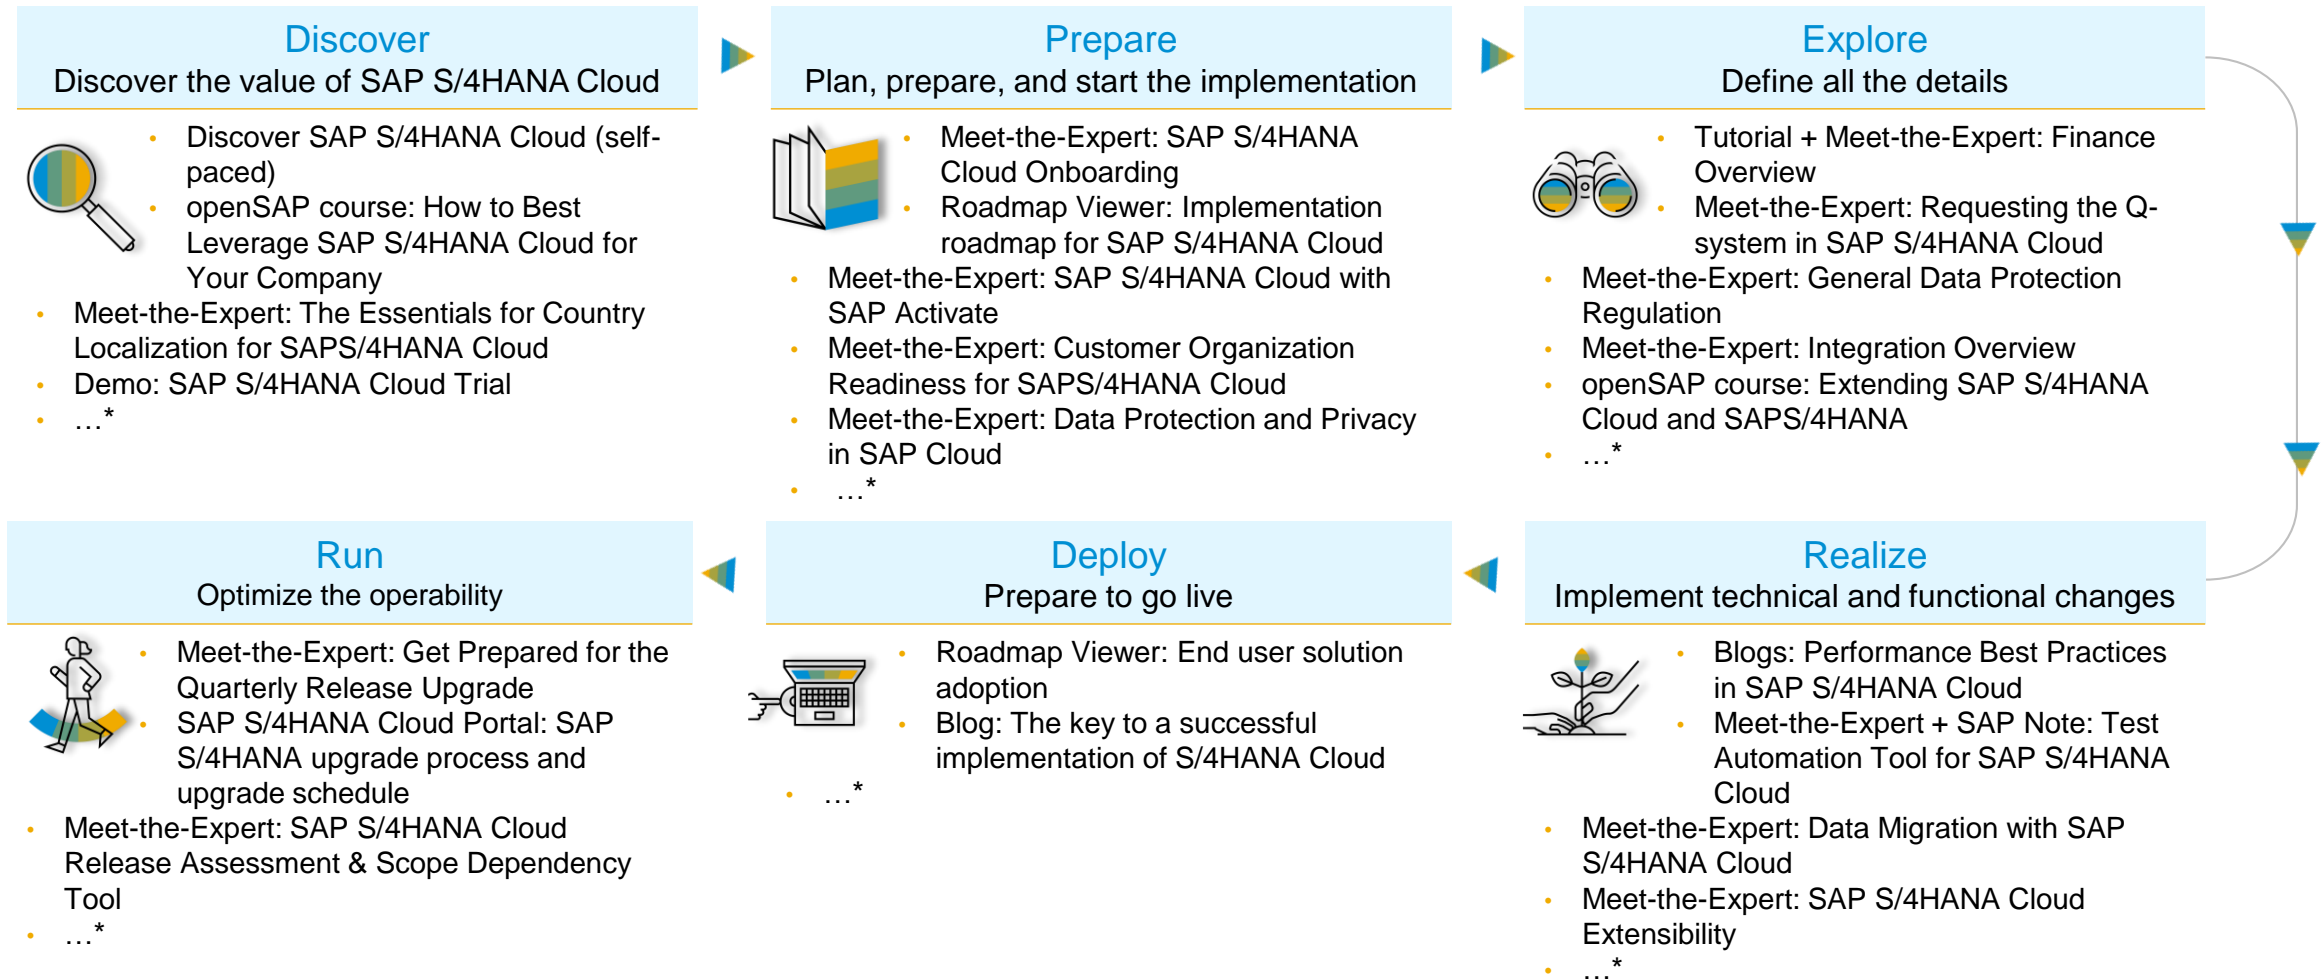 Discover
Discover the value of SAP S/4HANA Cloud
• Discover SAP S/4HANA Cloud (self-
paced)
• openSAP course: How to Best
Leverage SAP S/4HANA Cloud for
Your Company
• Meet-the-Expert: The Essentials for Country
Localization for SAPS/4HANA Cloud
• Demo: SAP S/4HANA Cloud Trial
• …*
Prepare
Plan, prepare, and start the implementation
• Meet-the-Expert: SAP S/4HANA
Cloud Onboarding
• Roadmap Viewer: Implementation
roadmap for SAP S/4HANA Cloud
• Meet-the-Expert: SAP S/4HANA Cloud with
SAP Activate
• Meet-the-Expert: Customer Organization
Readiness for SAPS/4HANA Cloud
• Meet-the-Expert: Data Protection and Privacy
in SAP Cloud
• …*
Explore
Define all the details
• Tutorial + Meet-the-Expert: Finance
Overview
• Meet-the-Expert: Requesting the Q-
system in SAP S/4HANA Cloud
• Meet-the-Expert: General Data Protection
Regulation
• Meet-the-Expert: Integration Overview
• openSAP course: Extending SAP S/4HANA
Cloud and SAPS/4HANA
• …*
Run
Optimize the operability
• Meet-the-Expert: Get Prepared for the
Quarterly Release Upgrade
• SAP S/4HANA Cloud Portal: SAP
S/4HANA upgrade process and
upgrade schedule
• Meet-the-Expert: SAP S/4HANA Cloud
Release Assessment & Scope Dependency
Tool
• …*
Deploy
Prepare to go live
• Roadmap Viewer: End user solution
adoption
• Blog: The key to a successful
implementation of S/4HANA Cloud
• …*
Realize
Implement technical and functional changes
• Blogs: Performance Best Practices
in SAP S/4HANA Cloud
• Meet-the-Expert + SAP Note: Test
Automation Tool for SAP S/4HANA
Cloud
• Meet-the-Expert: Data Migration with SAP
S/4HANA Cloud
• Meet-the-Expert: SAP S/4HANA Cloud
Extensibility
• …*